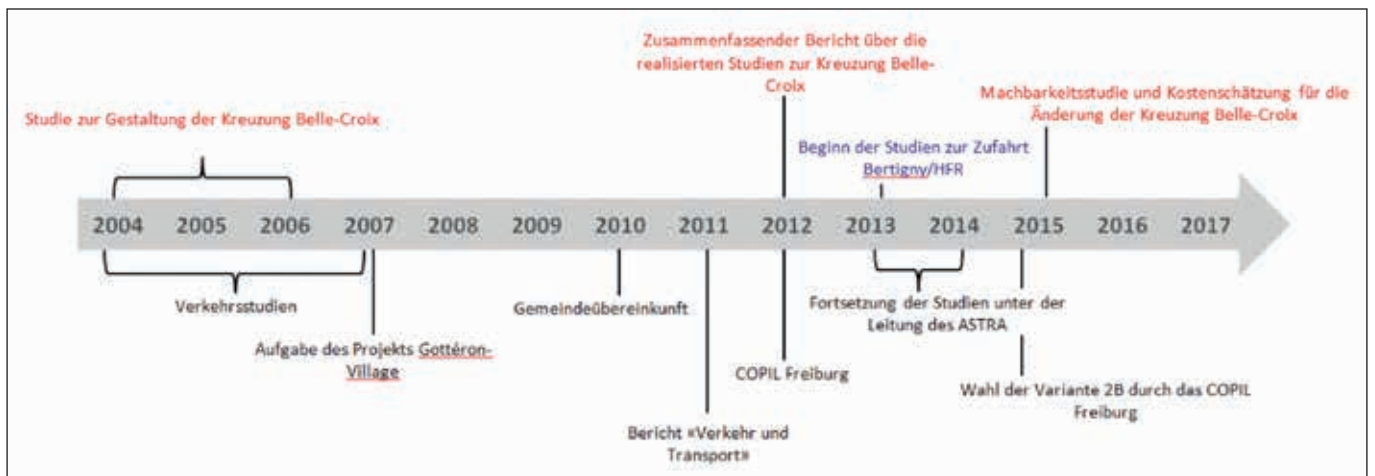 Zusammenfassender Bericht über die
realisierten Studien zur Kreuzung Belle-
Croix
Machbarkeitsstudie und Kostenschätzung für die
Änderung der Kreuzung Belle-Croix
Studie zur Gestaltung der Kreuzung Belle-Croix
Beginn der Studien zur Zufahrt
Bertigny/HFR
2004 2005 2006 2007 2008 2009 2010 2011 2012 2013 2014 2015 2016 2017
Verkehrsstudien
Aufgabe des Projekts Gottéron-
Village
Gemeindeübereinkunft
Bericht «Verkehr und
Transport»
COPIL Freiburg
Fortsetzung der Studien unter der
Leitung des ASTRA
Wahl der Variante 2B durch das COPIL
Freiburg